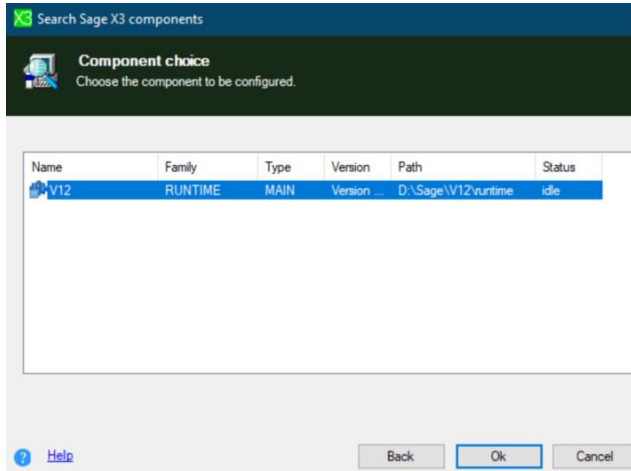 X3 Search Sage X3 components
Component choice
Choose the component to be configured.
Name Family Type Version Path Status
V12 RUNTIME MAIN Version ... D:\Sage\V12\runtime idle
? Help Back Ok Cancel